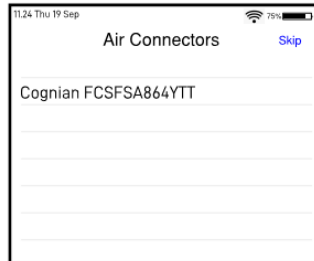 11.24 Thu 19 Sep 75%
Air Connectors Skip
Cognian FCSFSA864YTT